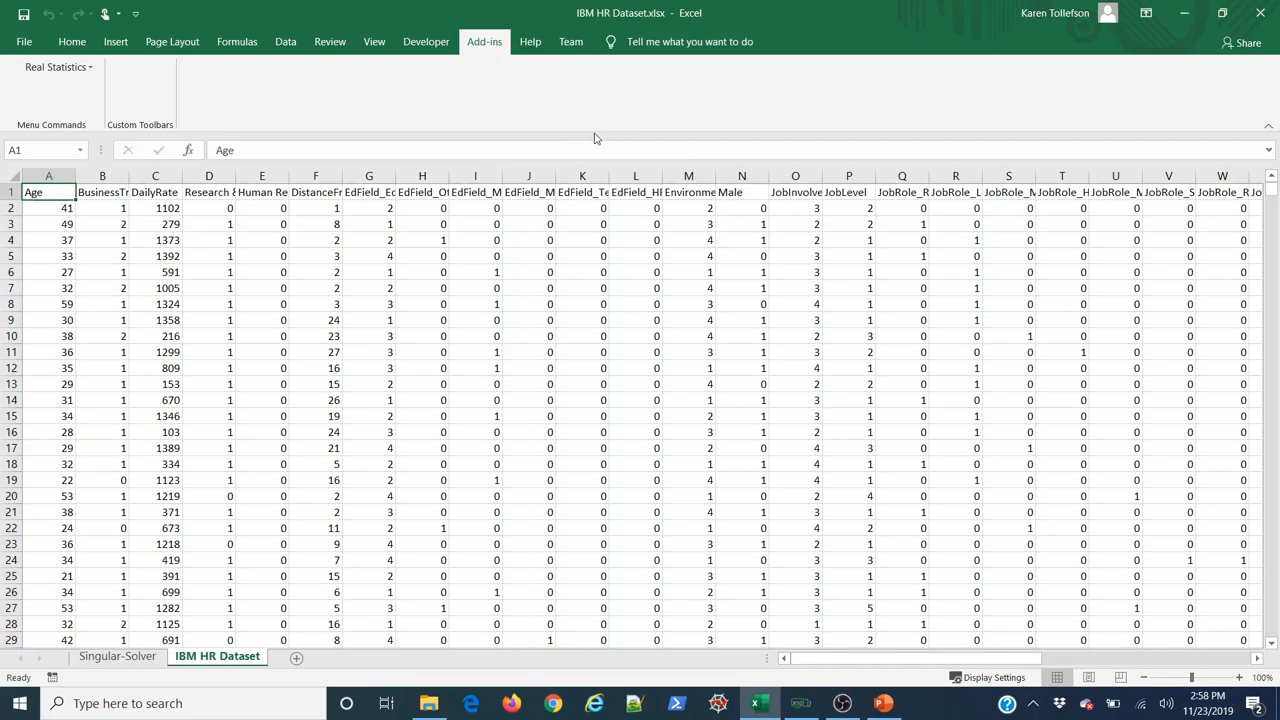 IBM HR Dataset.xlsx - Excel
Karen Tollefson
File Home Insert Page Layout Formulas Data Review View Developer Add-ins Help Team Tell me what you want to do Share
Real Statistics
Menu Commands Custom Toolbars
A1 fx Age
A B C D E F G H I J K L M N O P Q R S T U V W
1 Age BusinessTr DailyRate Research & Human Re DistanceFr EdField_Ed EdField_Ot EdField_M EdField_M EdField_Te EdField_HR Environme Male JobInvolve JobLevel JobRole_R JobRole_L JobRole_M JobRole_H JobRole_M JobRole_S JobRole_R Jo
2 41 1 1102 0 0 1 2 0 0 0 0 0 2 0 3 2 0 0 0 0 0 0 0
3 49 2 279 1 0 8 1 0 0 0 0 0 3 1 2 2 1 0 0 0 0 0 0
4 37 1 1373 1 0 2 2 1 0 0 0 0 4 1 2 1 0 1 0 0 0 0 0
5 33 2 1392 1 0 3 4 0 0 0 0 0 4 0 3 1 1 0 0 0 0 0 0
6 27 1 591 1 0 2 1 0 1 0 0 0 1 1 3 1 0 1 0 0 0 0 0
7 32 2 1005 1 0 2 2 0 0 0 0 0 4 1 3 1 0 1 0 0 0 0 0
8 59 1 1324 1 0 3 3 0 1 0 0 0 3 0 4 1 0 1 0 0 0 0 0
9 30 1 1358 1 0 24 1 0 0 0 0 0 4 1 3 1 0 1 0 0 0 0 0
10 38 2 216 1 0 23 3 0 0 0 0 0 4 1 2 3 0 0 1 0 0 0 0
11 36 1 1299 1 0 27 3 0 1 0 0 0 3 1 3 2 0 0 0 1 0 0 0
12 35 1 809 1 0 16 3 0 1 0 0 0 1 1 4 1 0 1 0 0 0 0 0
13 29 1 153 1 0 15 2 0 0 0 0 0 4 0 2 2 0 1 0 0 0 0 0
14 31 1 670 1 0 26 1 0 0 0 0 0 1 1 3 1 1 0 0 0 0 0 0
15 34 1 1346 1 0 19 2 0 1 0 0 0 2 1 3 1 0 1 0 0 0 0 0
16 28 1 103 1 0 24 3 0 0 0 0 0 3 1 2 1 0 1 0 0 0 0 0
17 29 1 1389 1 0 21 4 0 0 0 0 0 2 0 4 3 0 0 1 0 0 0 0
18 32 1 334 1 0 5 2 0 0 0 0 0 1 1 4 1 1 0 0 0 0 0 0
19 22 0 1123 1 0 16 2 0 1 0 0 0 4 1 4 1 0 1 0 0 0 0 0
20 53 1 1219 0 0 2 4 0 0 0 0 0 1 0 2 4 0 0 0 0 1 0 0
21 38 1 371 1 0 2 3 0 0 0 0 0 4 1 3 1 1 0 0 0 0 0 0
22 24 0 673 1 0 11 2 1 0 0 0 0 1 0 4 2 0 0 1 0 0 0 0
23 36 1 1218 0 0 9 4 0 0 0 0 0 3 1 2 1 0 0 0 0 0 0 0
24 34 1 419 1 0 7 4 0 0 0 0 0 1 0 3 3 0 0 0 0 0 1 1
25 21 1 391 1 0 15 2 0 0 0 0 0 3 1 3 1 1 0 0 0 0 0 0
26 34 1 699 1 0 6 1 0 1 0 0 0 2 1 3 1 1 0 0 0 0 0 0
27 53 1 1282 1 0 5 3 1 0 0 0 0 3 0 3 5 0 0 0 0 1 0 0
28 32 2 1125 1 0 16 1 0 0 0 0 0 2 0 1 1 1 0 0 0 0 0 0
29 42 1 691 0 0 8 4 0 0 1 0 0 3 1 3 2 0 0 0 0 0 0 0
Singular-Solver IBM HR Dataset
Ready Display Settings 100%
Type here to search 2:58 PM
11/23/2019 2